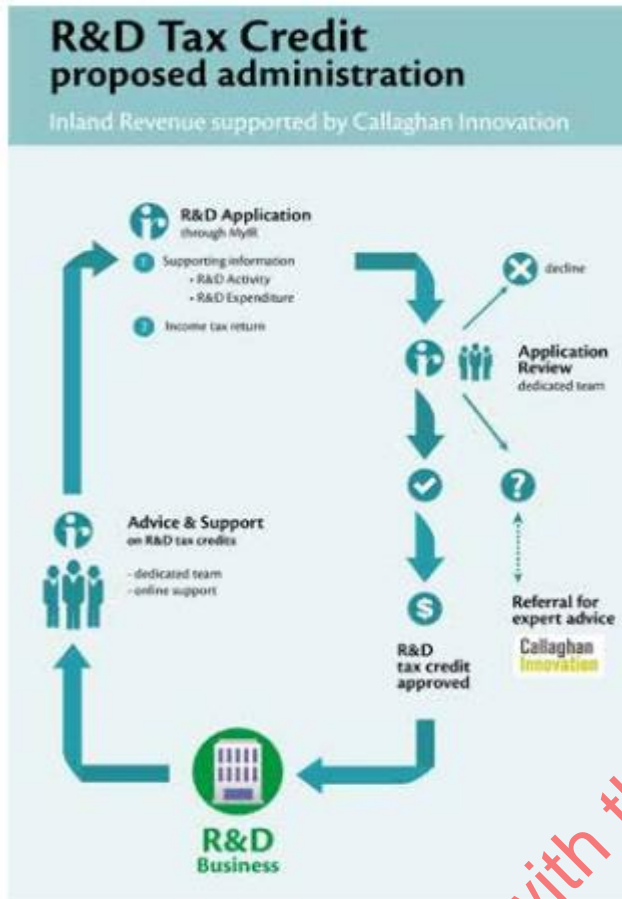 R&D Tax Credit
proposed administration
Inland Revenue supported by Callaghan Innovation
R&D Application
through MyIR
1 Supporting information
• R&D Activity
• R&D Expenditure
2 Income tax return
decline
Application
Review
dedicated team
?
Advice & Support
on R&D tax credits
- dedicated team
- online support
$
R&D
tax credit
approved
Referral for
expert advice
Callaghan
Innovation
R&D
Business
with th